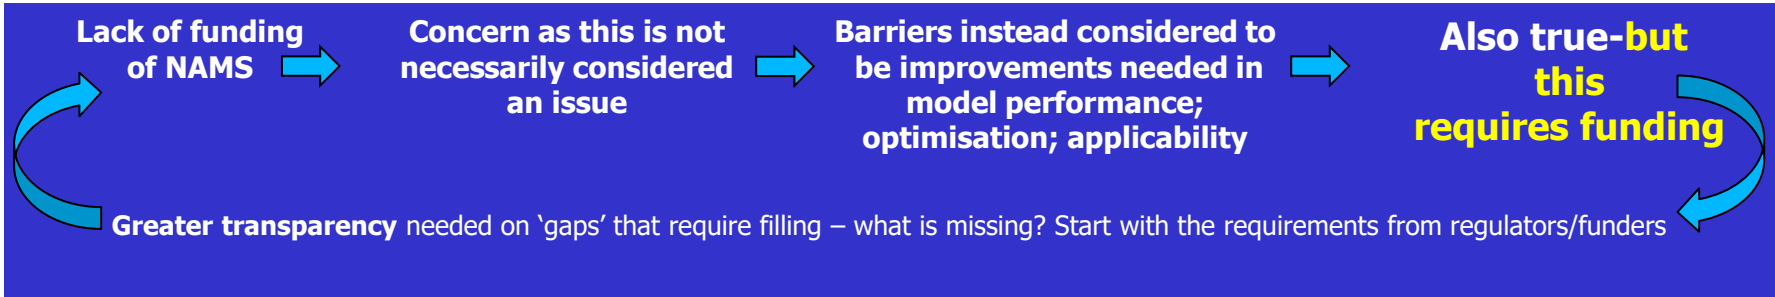 Lack of funding
of NAMS
Concern as this is not
necessarily considered
an issue
Barriers instead considered to
be improvements needed in
model performance;
optimisation; applicability
Also true-but
this
requires funding
Greater transparency needed on ‘gaps’ that require filling – what is missing? Start with the requirements from regulators/funders